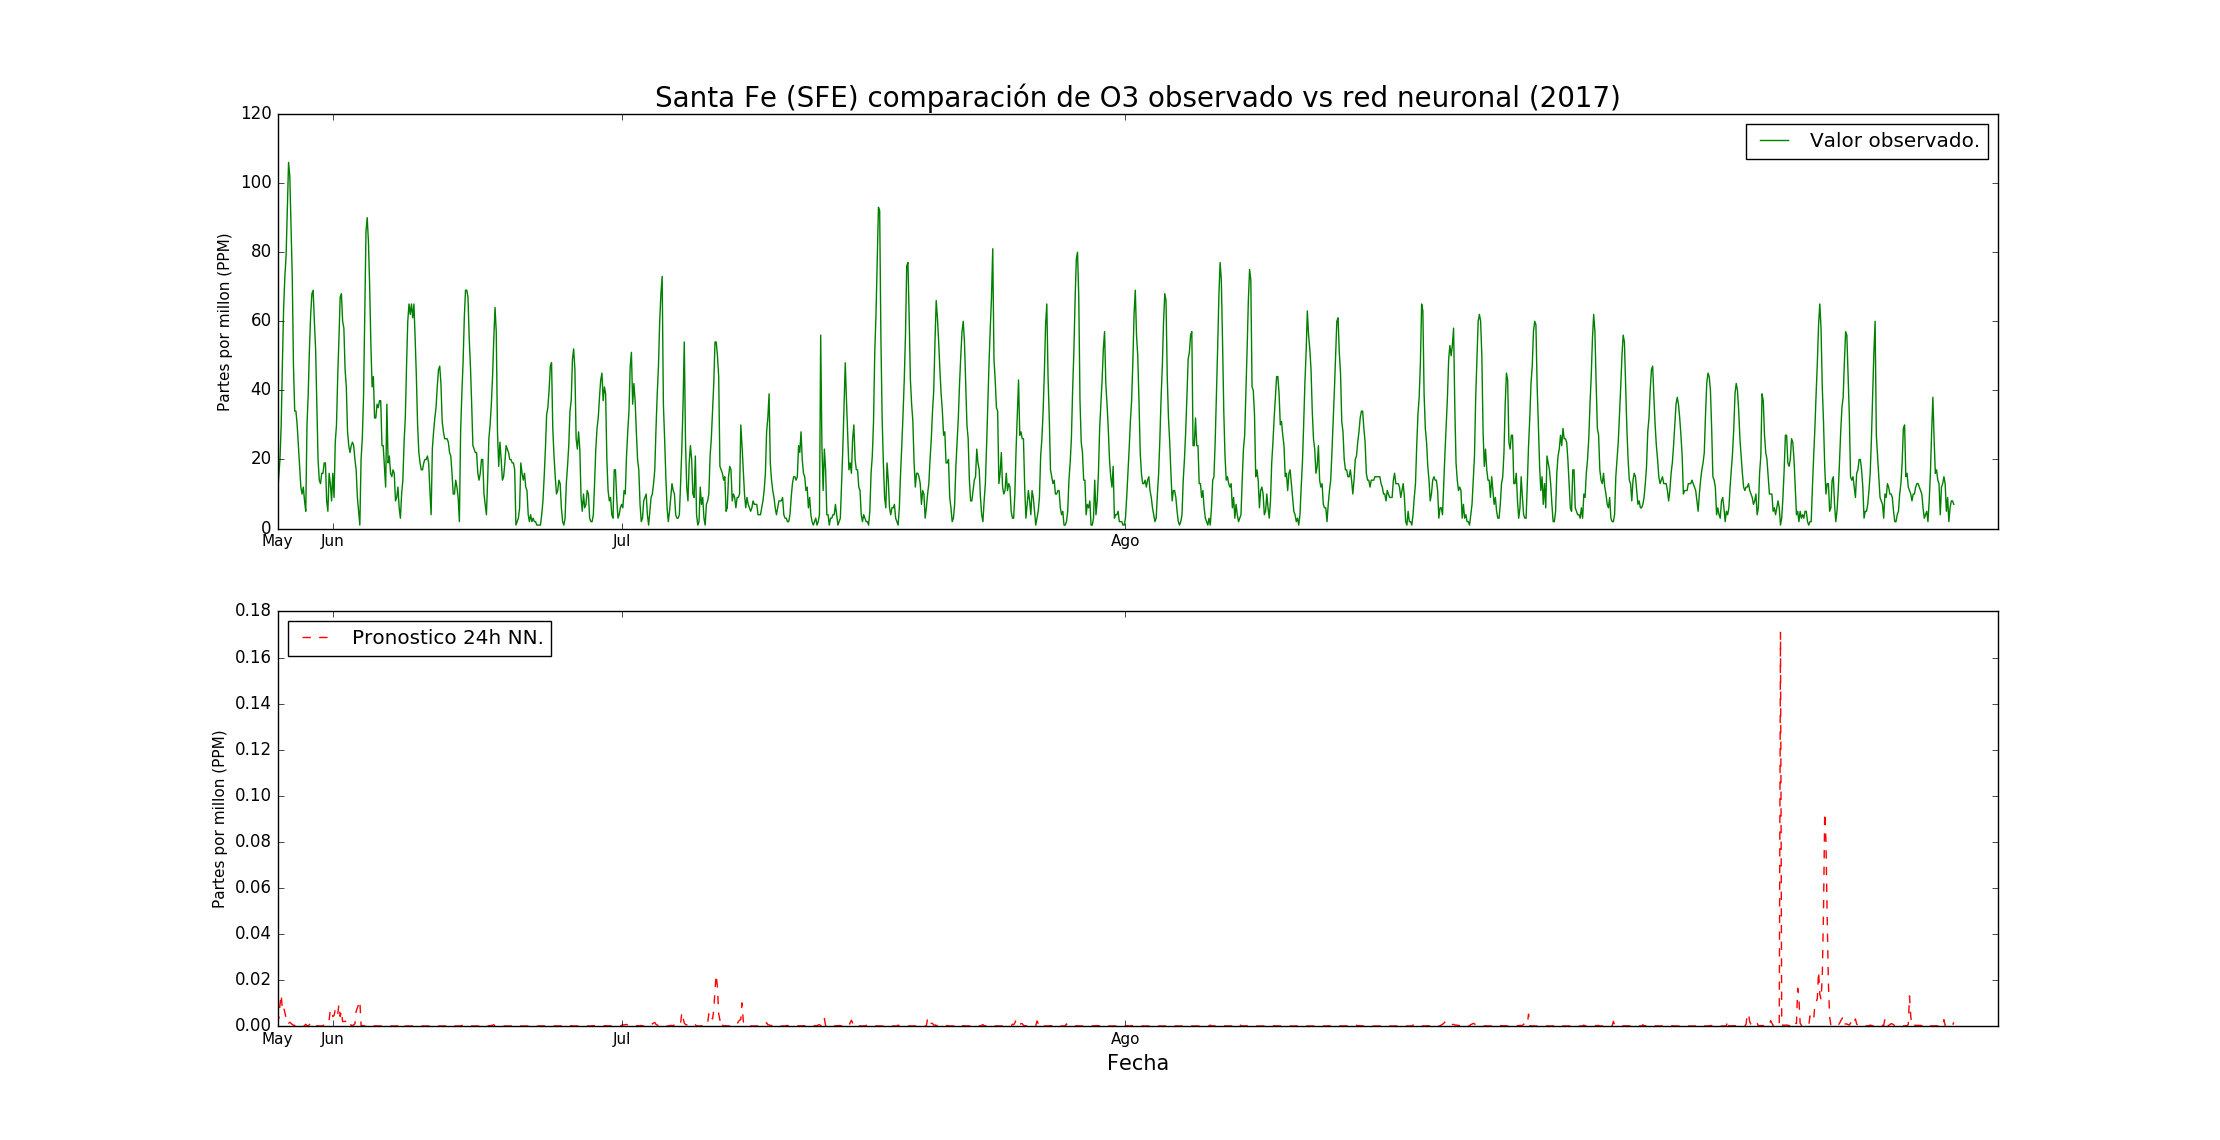 Santa Fe (SFE) comparación de O3 observado vs red neuronal (2017)
120
100
80
60
40
20
0
Partes por millon (PPM)
Valor observado.
May Jun Jul Ago
0.18
0.16
0.14
0.12
0.10
0.08
0.06
0.04
0.02
0.00
Partes por millon (PPM)
Pronostico 24h NN.
May Jun Jul Ago
Fecha